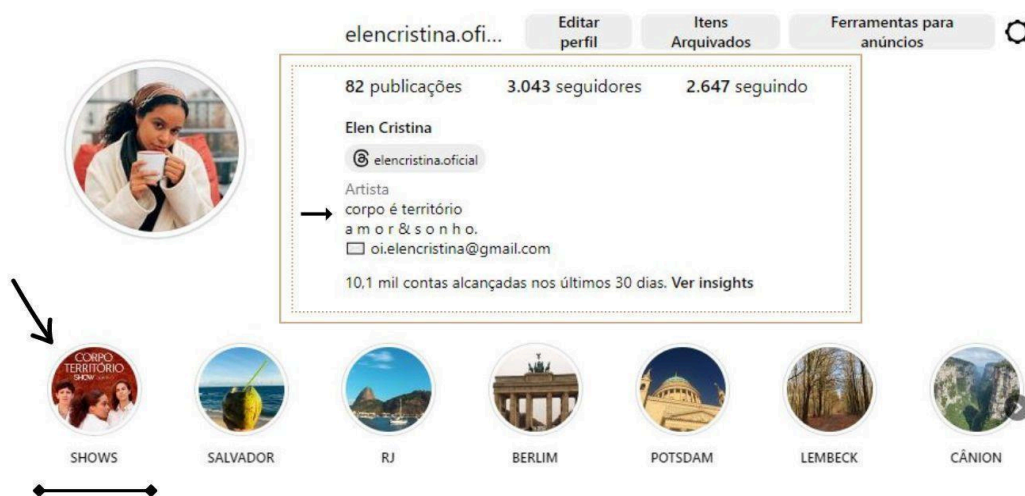 elencristina.ofi...
Editar perfil
Itens Arquivados
Ferramentas para anúncios
82 publicações 3.043 seguidores 2.647 seguindo
Elen Cristina
elencristina.oficial
Artista
corpo é território
a m o r & s o n h o.
oi.elencristina@gmail.com
10,1 mil contas alcançadas nos últimos 30 dias. Ver insights
CORPO
TERRITÓRIO
SHOW
SHOWS
SALVADOR
RJ
BERLIM
POTSDAM
LEMBECK
CÂNION